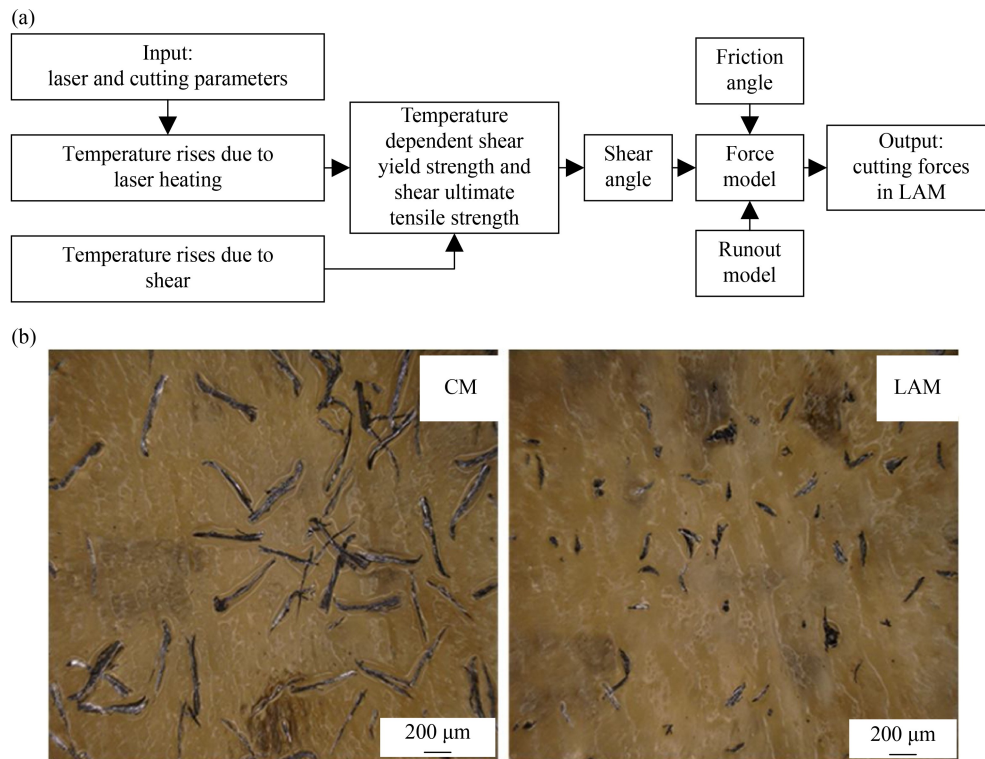 (a)
Input:
laser and cutting parameters
Temperature rises due to
laser heating
Temperature rises due to
shear
Temperature
dependent shear
yield strength and
shear ultimate
tensile strength
Shear
angle
Friction
angle
Force
model
Runout
model
Output:
cutting forces
in LAM
(b)
CM
200 μm
LAM
200 μm